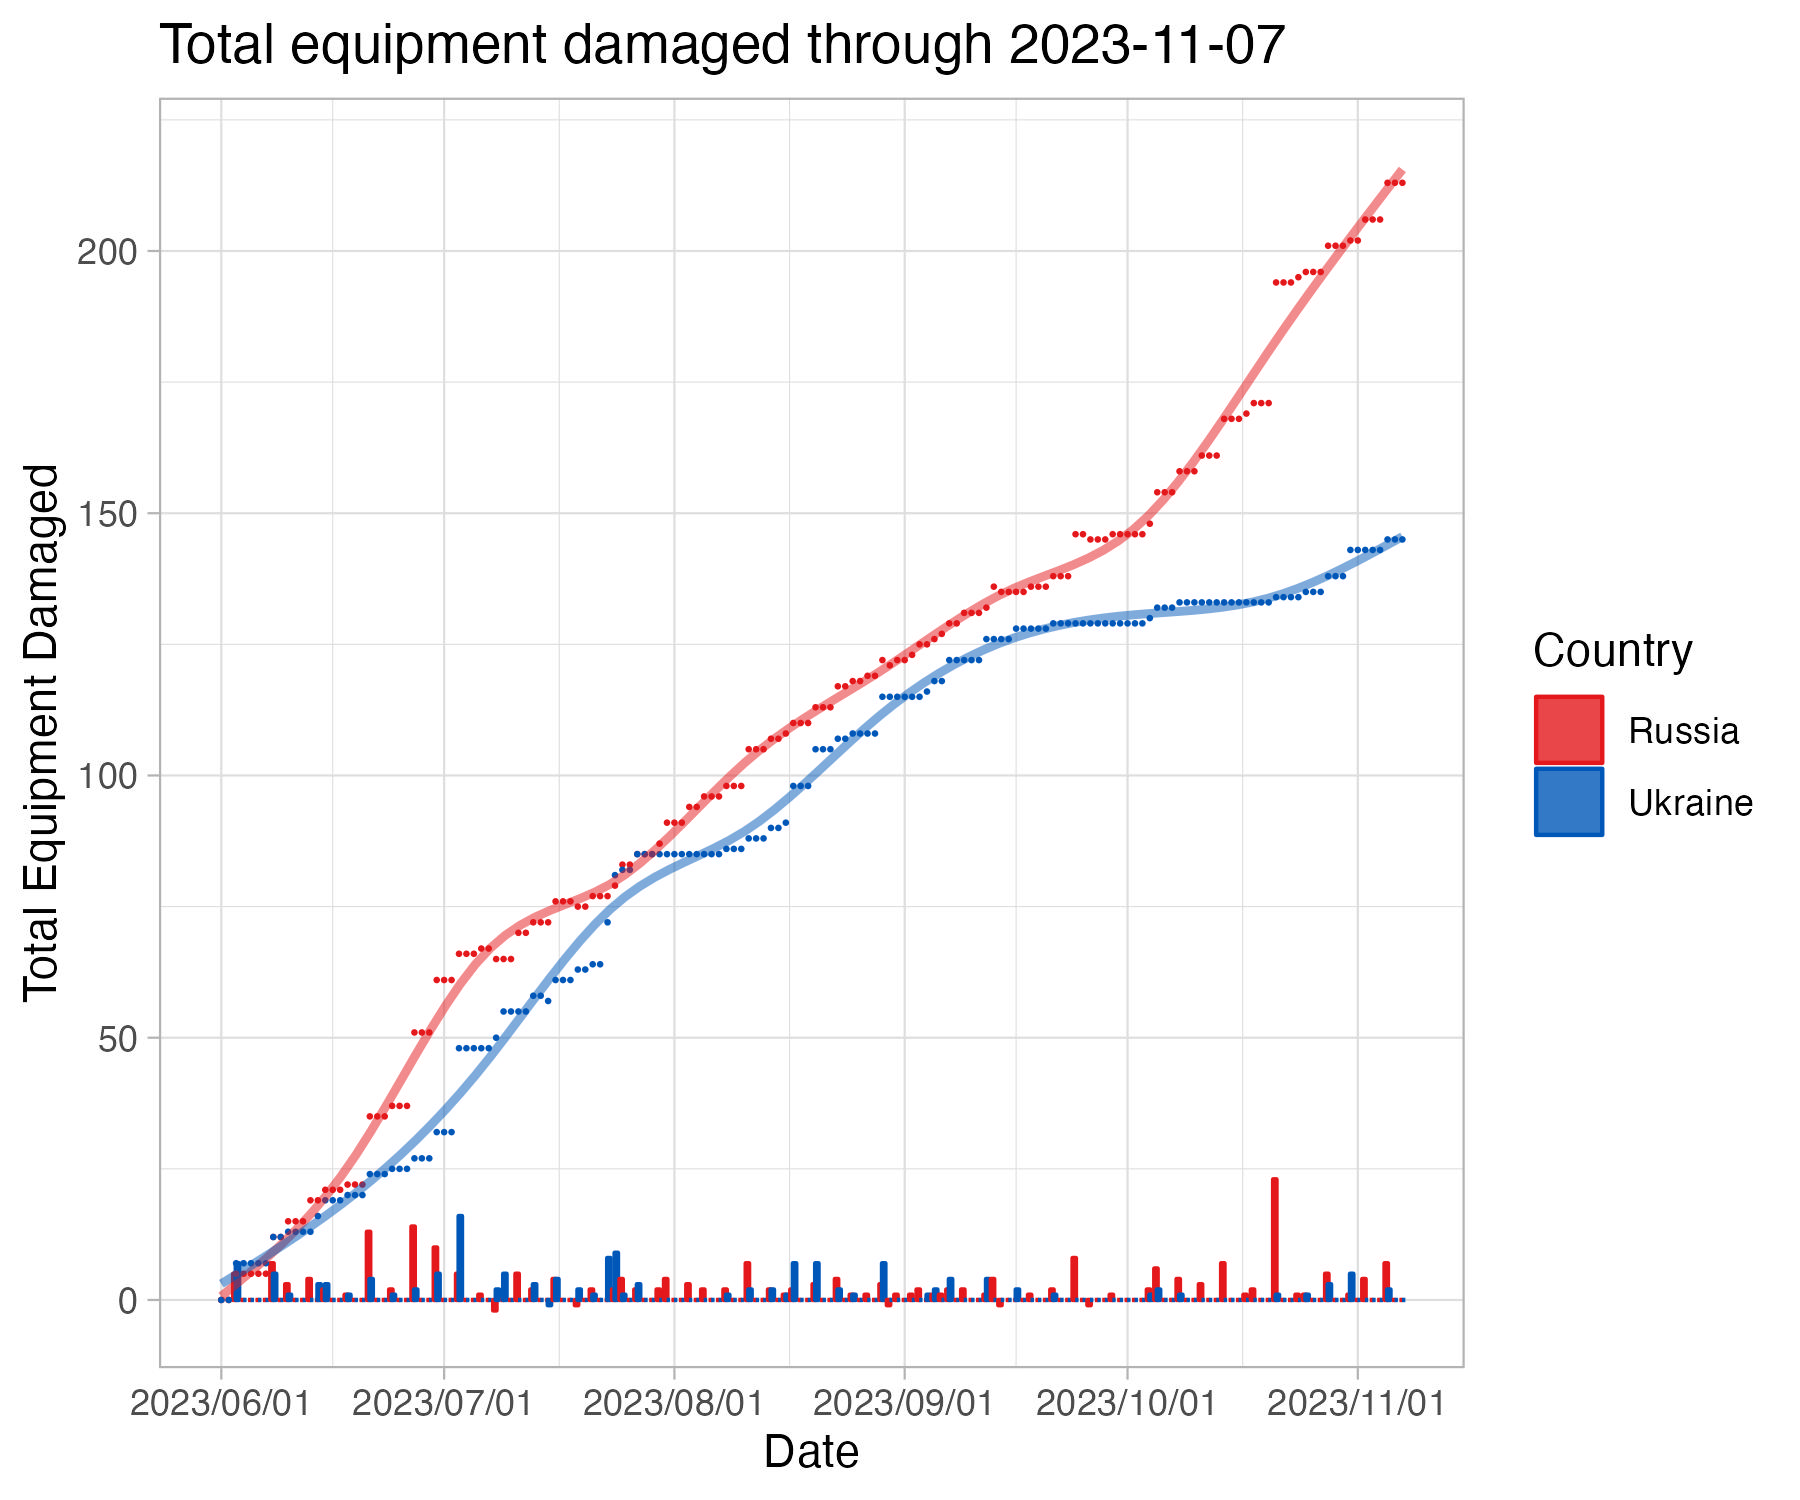 Total equipment damaged through 2023-11-07
Total Equipment Damaged
200
150
100
50
0
2023/06/01 2023/07/01 2023/08/01 2023/09/01 2023/10/01 2023/11/01
Date
Country
Russia
Ukraine